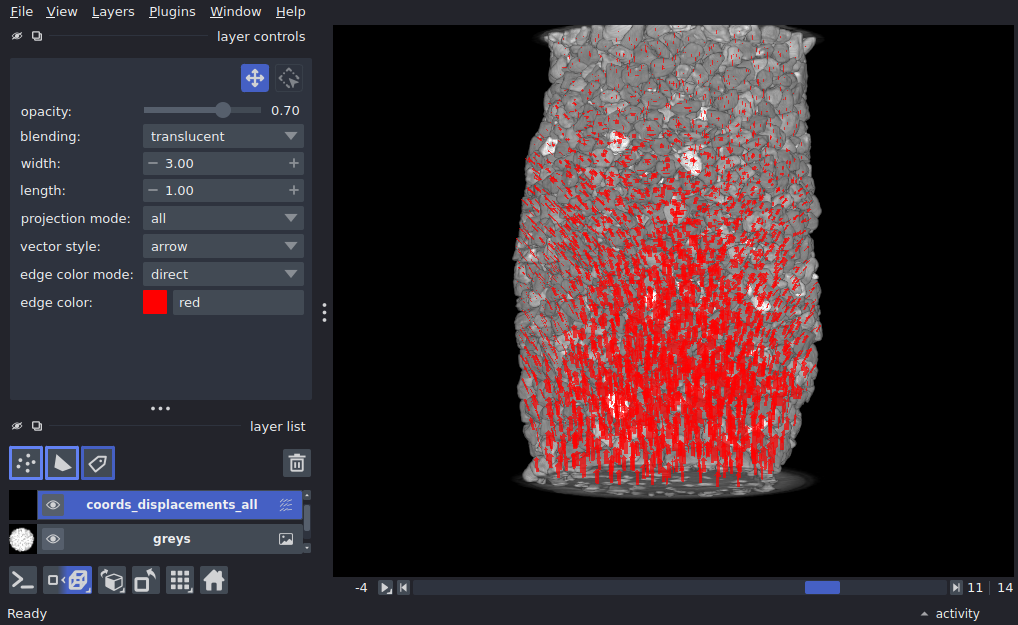 File View Layers Plugins Window Help
layer controls
opacity: 0.70
blending: translucent
width: 3.00
length: 1.00
projection mode: all
vector style: arrow
edge color mode: direct
edge color: red
layer list
coords_displacements_all
greys
-4 11 14
Ready activity